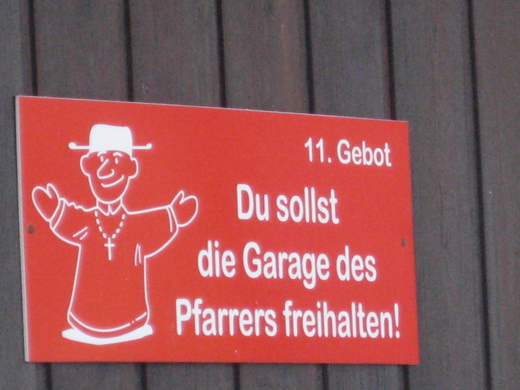 11. Gebot
Du sollst
die Garage des
Pfarrers freihalten!